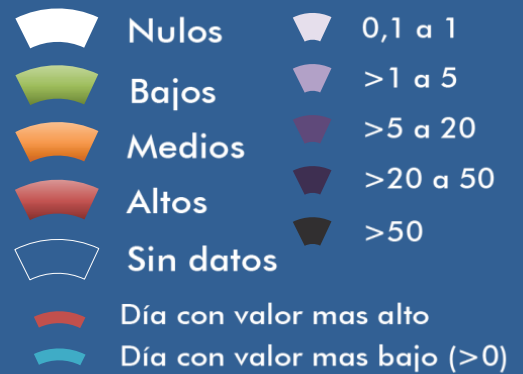 Nulos
Bajos
Medios
Altos
Sin datos
0,1 a 1
>1 a 5
>5 a 20
>20 a 50
>50
Día con valor mas alto
Día con valor mas bajo (>0)